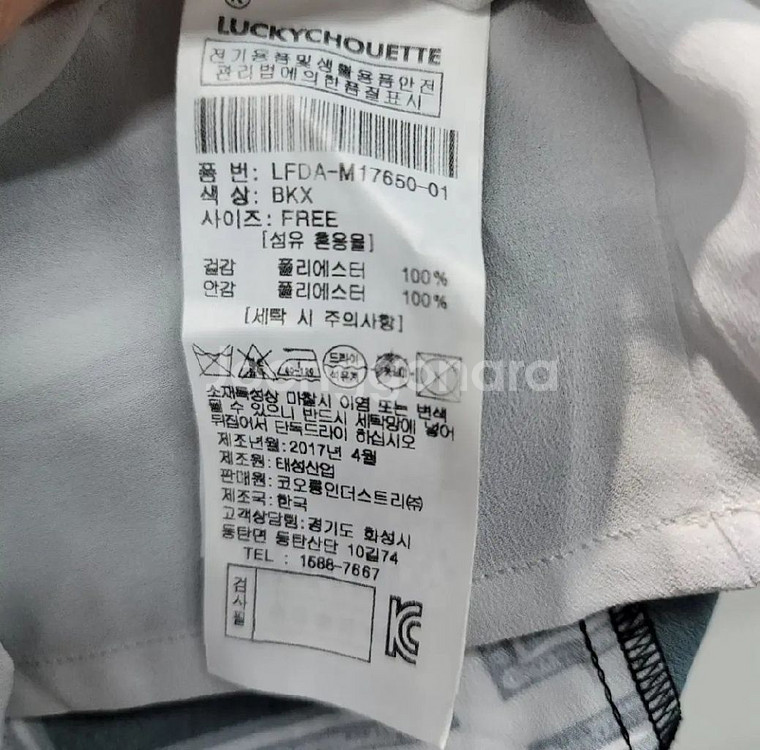 LUCKYCHOUETTE
전기용품및생활용품안전
관리법에의한품질표시
품 번: LFDA-M17650-01
색 상: BKX
사이즈: FREE
[섬유 혼용율]
겉감 폴리에스터 100%
안감 폴리에스터 100%
[세탁 시 주의사항]
드라이
석유계
소재특성상 마찰시 이염 또는 변색
될 수 있으니 반드시 세탁망에 넣어
뒤집어서 단독드라이 하십시오
제조년월:2017년 4월
제조원:태성산업
판매원:코오롱인더스트리㈜
제조국:한국
고객상담팀:경기도 화성시
동탄면 동탄산단 10길74
TEL : 1588-7667
검사필